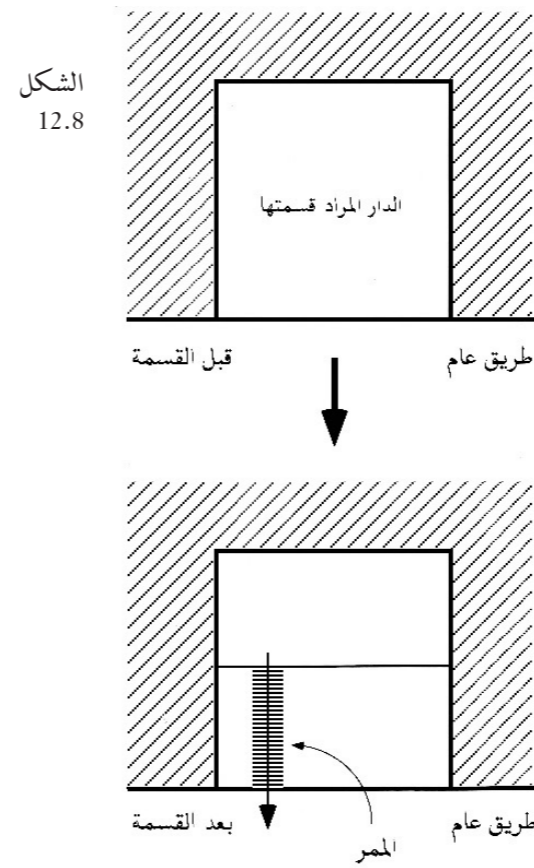 الشكل
12.8
الدار المراد قسمتها
طريق عام
قبل القسمة
طريق عام
بعد القسمة
الممر